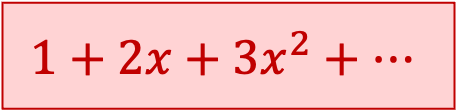 1 + 2𝑥 + 3𝑥² + ⋯